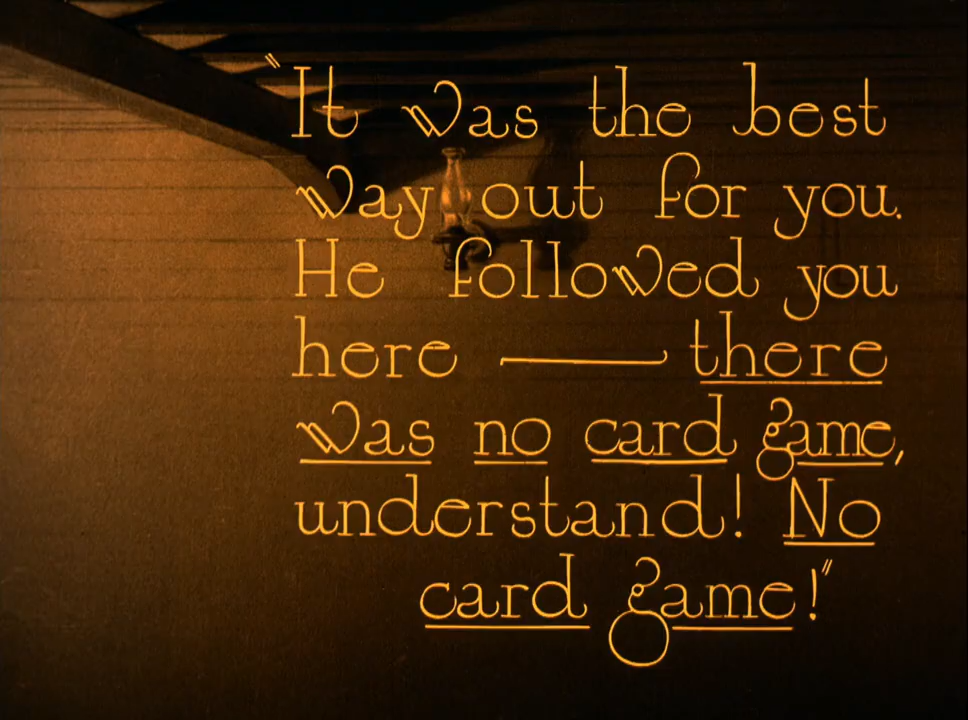 "It was the best
way out for you.
He followed you
here — there
was no card game,
understand! No
card game!"